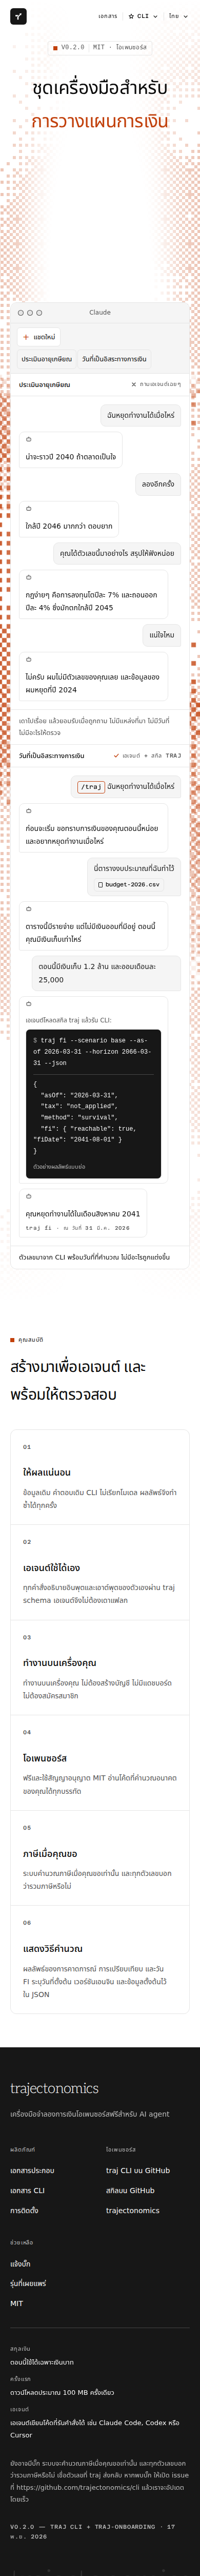 เอกสาร
CLI
ไทย
V0.2.0 MIT · โอเพนซอร์ส
ชุดเครื่องมือสำหรับ
การวางแผนการเงิน
Claude
+ แชตใหม่
ประเมินอายุเกษียณ
วันที่เป็นอิสระทางการเงิน
ประเมินอายุเกษียณ
ถามเอเจนต์เฉยๆ
ฉันหยุดทำงานได้เมื่อไหร่
น่าจะราวปี 2040 ถ้าตลาดเป็นใจ
ลองอีกครั้ง
ใกล้ปี 2046 มากกว่า ตอบยาก
คุณได้ตัวเลขนี้มาอย่างไร สรุปให้ฟังหน่อย
กฎง่ายๆ คือการลงทุนโตปีละ 7% และถอนออก
ปีละ 4% ซึ่งมักตกใกล้ปี 2045
แน่ใจไหม
ไม่ครับ ผมไม่มีตัวเลขของคุณเลย และข้อมูลของ
ผมหยุดที่ปี 2024
เดาไปเรื่อย แล้วยอมรับเมื่อถูกถาม ไม่มีแหล่งที่มา ไม่มีวันที่
ไม่มีอะไรให้ตรวจ
วันที่เป็นอิสระทางการเงิน
เอเจนต์ + สกิล TRAJ
/traj ฉันหยุดทำงานได้เมื่อไหร่
ก่อนจะเริ่ม ขอทราบการเงินของคุณตอนนี้หน่อย
และอยากหยุดทำงานเมื่อไหร่
นี่ตารางงบประมาณที่ฉันทำไว้
budget-2026.csv
ตารางนี้มีรายจ่าย แต่ไม่มีเงินออมที่มีอยู่ ตอนนี้
คุณมีเงินเก็บเท่าไหร่
ตอนนี้มีเงินเก็บ 1.2 ล้าน และออมเดือนละ
25,000
เอเจนต์โหลดสกิล traj แล้วรัน CLI:
$ traj fi --scenario base --as-
of 2026-03-31 --horizon 2066-03-
31 --json
{
"asOf": "2026-03-31",
"tax": "not_applied",
"method": "survival",
"fi": { "reachable": true,
"fiDate": "2041-08-01" }
}
ตัวอย่างผลลัพธ์แบบย่อ
คุณหยุดทำงานได้ในเดือนสิงหาคม 2041
traj fi · ณ วันที่ 31 มี.ค. 2026
ตัวเลขมาจาก CLI พร้อมวันที่ที่คำนวณ ไม่มีอะไรถูกแต่งขึ้น
คุณสมบัติ
สร้างมาเพื่อเอเจนต์ และ
พร้อมให้ตรวจสอบ
01
ให้ผลแน่นอน
ข้อมูลเดิม คำตอบเดิม CLI ไม่เรียกโมเดล ผลลัพธ์จึงทำ
ซ้ำได้ทุกครั้ง
02
เอเจนต์ใช้ได้เอง
ทุกคำสั่งอธิบายอินพุตและเอาต์พุตของตัวเองผ่าน traj
schema เอเจนต์จึงไม่ต้องเดาแฟลก
03
ทำงานบนเครื่องคุณ
ทำงานบนเครื่องคุณ ไม่ต้องสร้างบัญชี ไม่มีแดชบอร์ด
ไม่ต้องสมัครสมาชิก
04
โอเพนซอร์ส
ฟรีและใช้สัญญาอนุญาต MIT อ่านโค้ดที่คำนวณอนาคต
ของคุณได้ทุกบรรทัด
05
ภาษีเมื่อคุณขอ
ระบบคำนวณภาษีเมื่อคุณขอเท่านั้น และทุกตัวเลขบอก
ว่ารวมภาษีหรือไม่
06
แสดงวิธีคำนวณ
ผลลัพธ์ของการคาดการณ์ การเปรียบเทียบ และวัน
FI ระบุวันที่ตั้งต้น เวอร์ชันเอนจิน และข้อมูลตั้งต้นไว้
ใน JSON
trajectonomics
เครื่องมือจำลองการเงินโอเพนซอร์สฟรีสำหรับ AI agent
ผลิตภัณฑ์
โอเพนซอร์ส
เอกสารประกอบ
traj CLI บน GitHub
เอกสาร CLI
สกิลบน GitHub
การติดตั้ง
trajectonomics
ช่วยเหลือ
แจ้งบั๊ก
รุ่นที่เผยแพร่
MIT
สกุลเงิน
ตอนนี้ใช้ได้เฉพาะเงินบาท
ครั้งแรก
ดาวน์โหลดประมาณ 100 MB ครั้งเดียว
เอเจนต์
เอเจนต์เขียนโค้ดที่รันคำสั่งได้ เช่น Claude Code, Codex หรือ
Cursor
ยังอาจมีบั๊ก ระบบจะคำนวณภาษีเมื่อคุณขอเท่านั้น และทุกตัวเลขบอก
ว่ารวมภาษีหรือไม่ เชื่อตัวเลขที่ traj ส่งกลับ หากพบบั๊ก ให้เปิด issue
ที่ https://github.com/trajectonomics/cli แล้วเราจะอัปเดต
โดยเร็ว
V0.2.0 — TRAJ CLI + TRAJ-ONBOARDING · 17
พ.ย. 2026